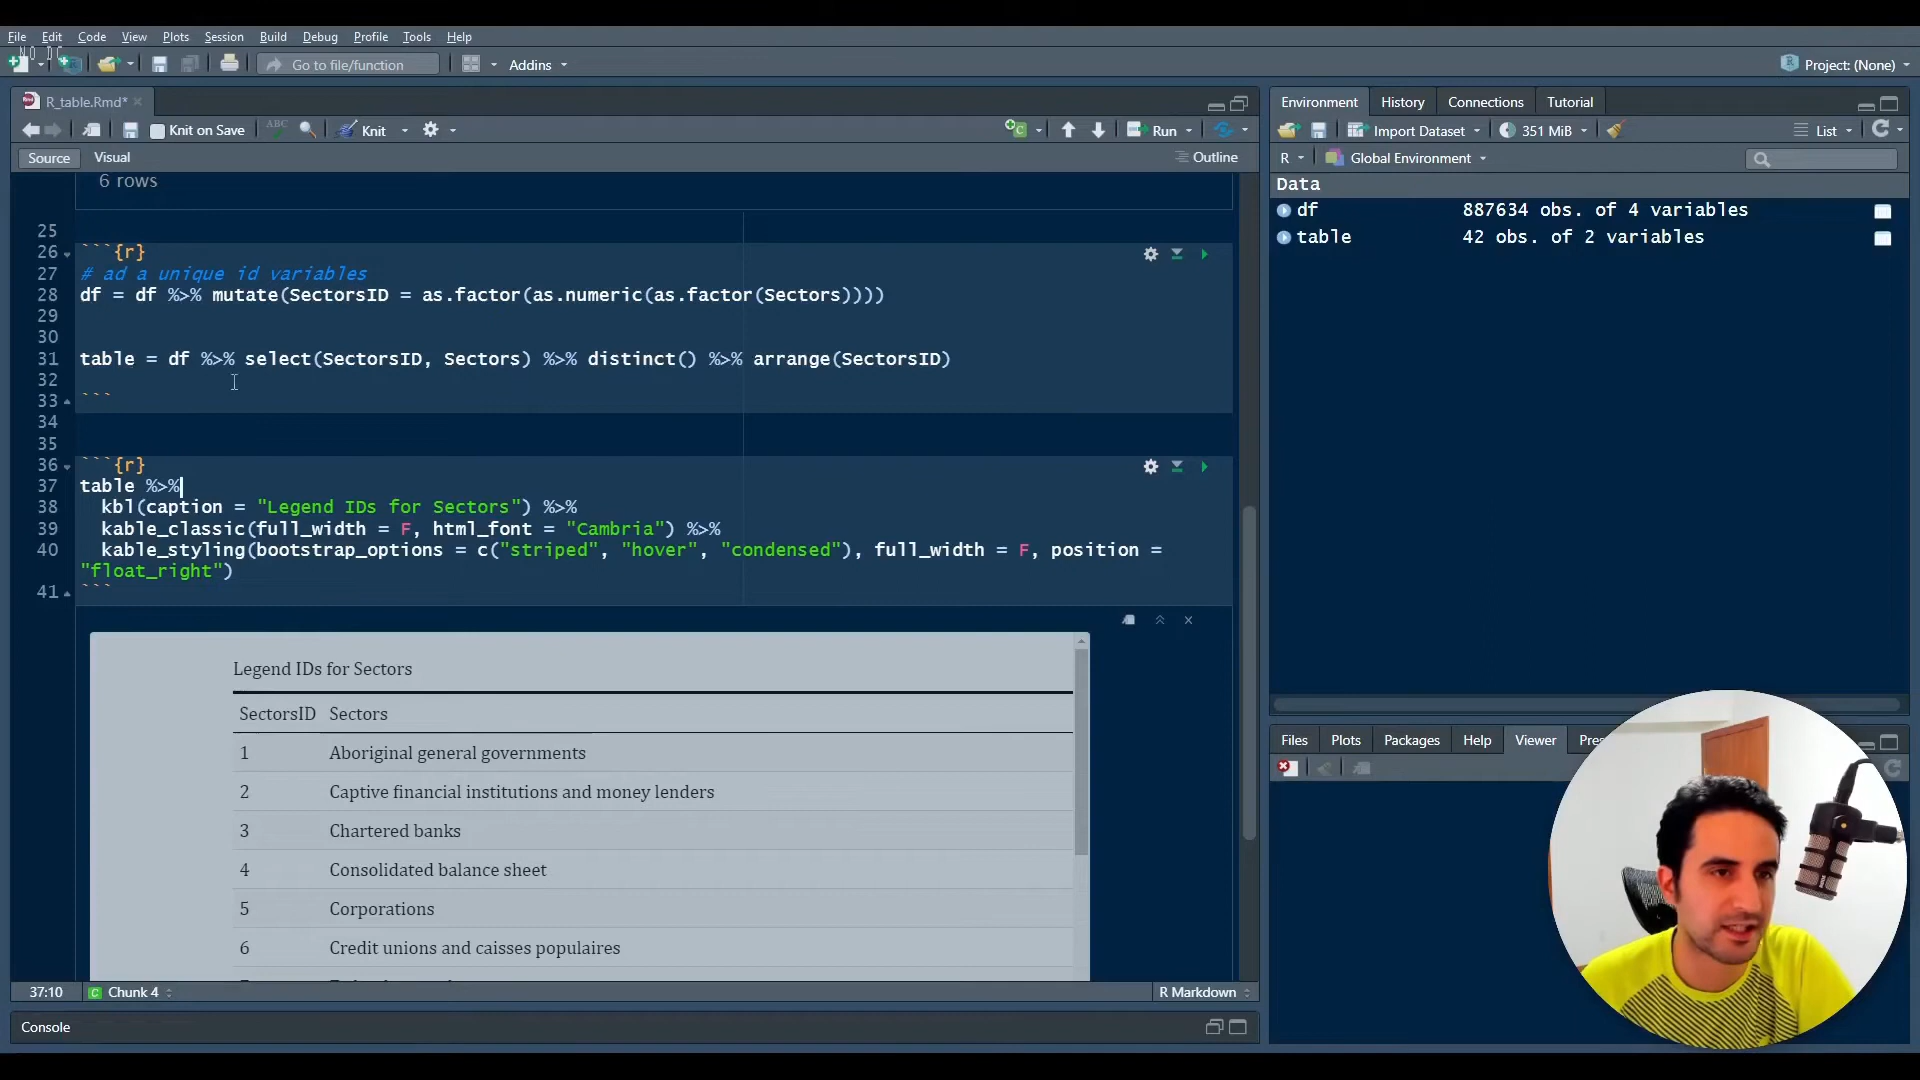 File Edit Code View Plots Session Build Debug Profile Tools Help
Go to file/function Addins Project: (None)
R_table.Rmd*
Knit on Save ABC Knit Run
Source Visual Outline
6 rows
25
26 ```{r}
27 # ad a unique id variables
28 df = df %>% mutate(SectorsID = as.factor(as.numeric(as.factor(Sectors))))
29
30
31 table = df %>% select(SectorsID, Sectors) %>% distinct() %>% arrange(SectorsID)
32
33 ```
34
35
36 ```{r}
37 table %>%
38 kbl(caption = "Legend IDs for Sectors") %>%
39 kable_classic(full_width = F, html_font = "Cambria") %>%
40 kable_styling(bootstrap_options = c("striped", "hover", "condensed"), full_width = F, position =
"float_right")
41 ```
Legend IDs for Sectors
SectorsID Sectors
1 Aboriginal general governments
2 Captive financial institutions and money lenders
3 Chartered banks
4 Consolidated balance sheet
5 Corporations
6 Credit unions and caisses populaires
37:10 Chunk 4 R Markdown
Console
Environment History Connections Tutorial
Import Dataset 351 MiB List
R Global Environment
Data
df 887634 obs. of 4 variables
table 42 obs. of 2 variables
Files Plots Packages Help Viewer